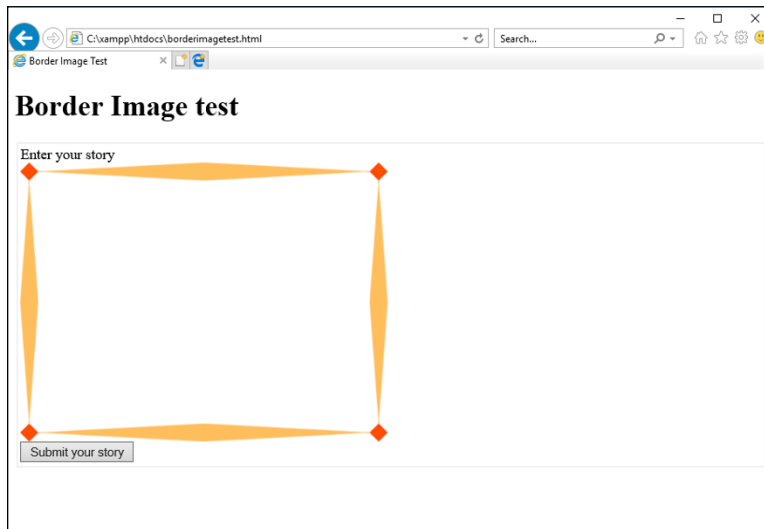 C:\xampp\htdocs\borderimagetest.html
Search...
Border Image Test
Border Image test
Enter your story
Submit your story